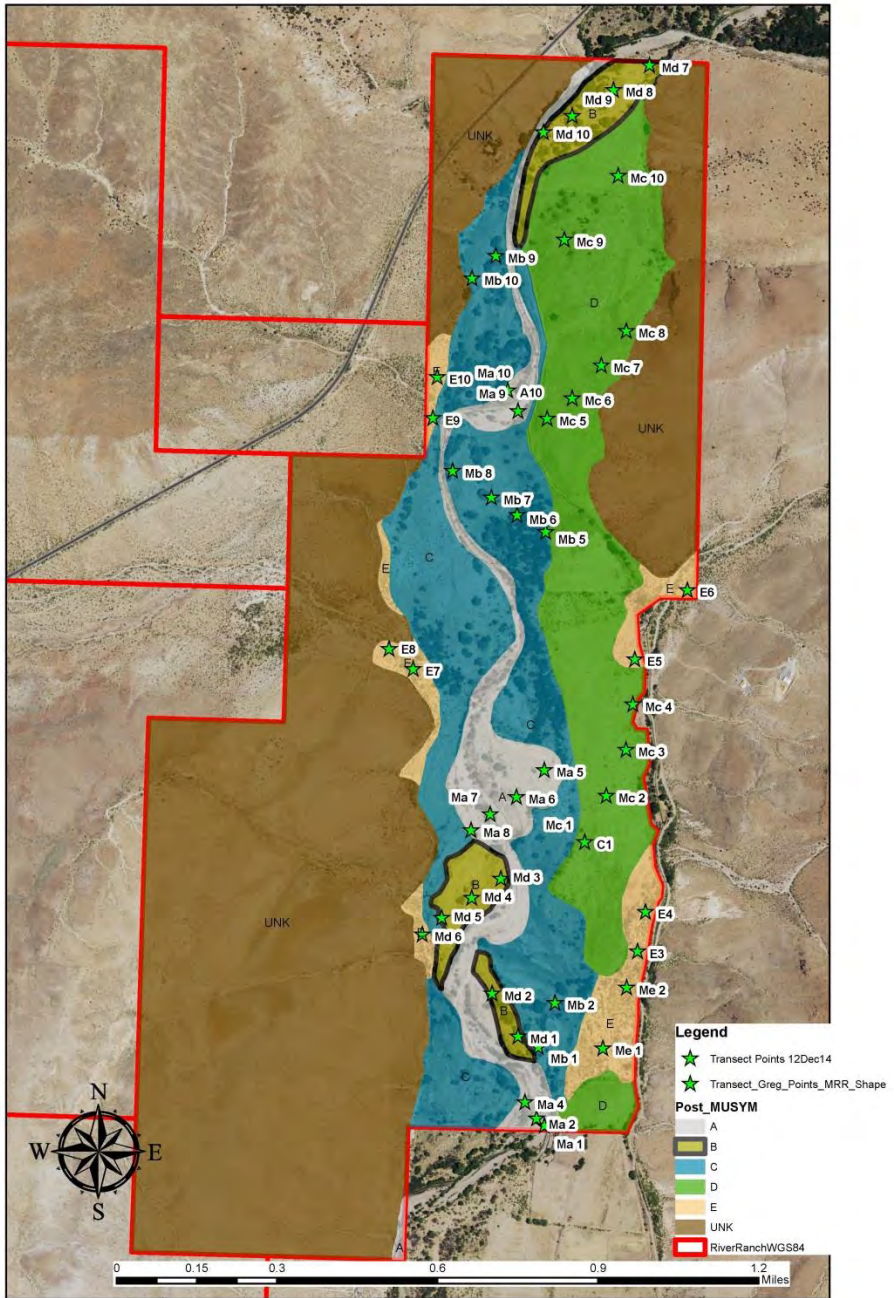 Md 7
Md 8
Md 9
B
UNK
Md 10
Mc 10
Mc 9
Mb 9
Mb 10
D
Mc 8
Mc 7
E
E10
Ma 10
Ma 9
A10
Mc 6
E9
Mc 5
UNK
Mb 8
Mb 7
Mb 6
Mb 5
C
E
E
E6
E8
E
E7
E5
Mc 4
C
Mc 3
Ma 5
Ma 7
A
Ma 6
Mc 2
Ma 8
Mc 1
C1
Md 3
B
Md 4
E4
Md 5
UNK
Md 6
E3
Me 2
Md 2
Mb 2
B
E
Md 1
Mb 1
Me 1
C
Ma 4
D
Ma 2
Ma 1
A
N
W
E
S
Legend
Transect Points 12Dec14
Transect_Greg_Points_MRR_Shape
Post_MUSYM
A
B
C
D
E
UNK
RiverRanchWGS84
0 0.15 0.3 0.6 0.9 1.2
Miles